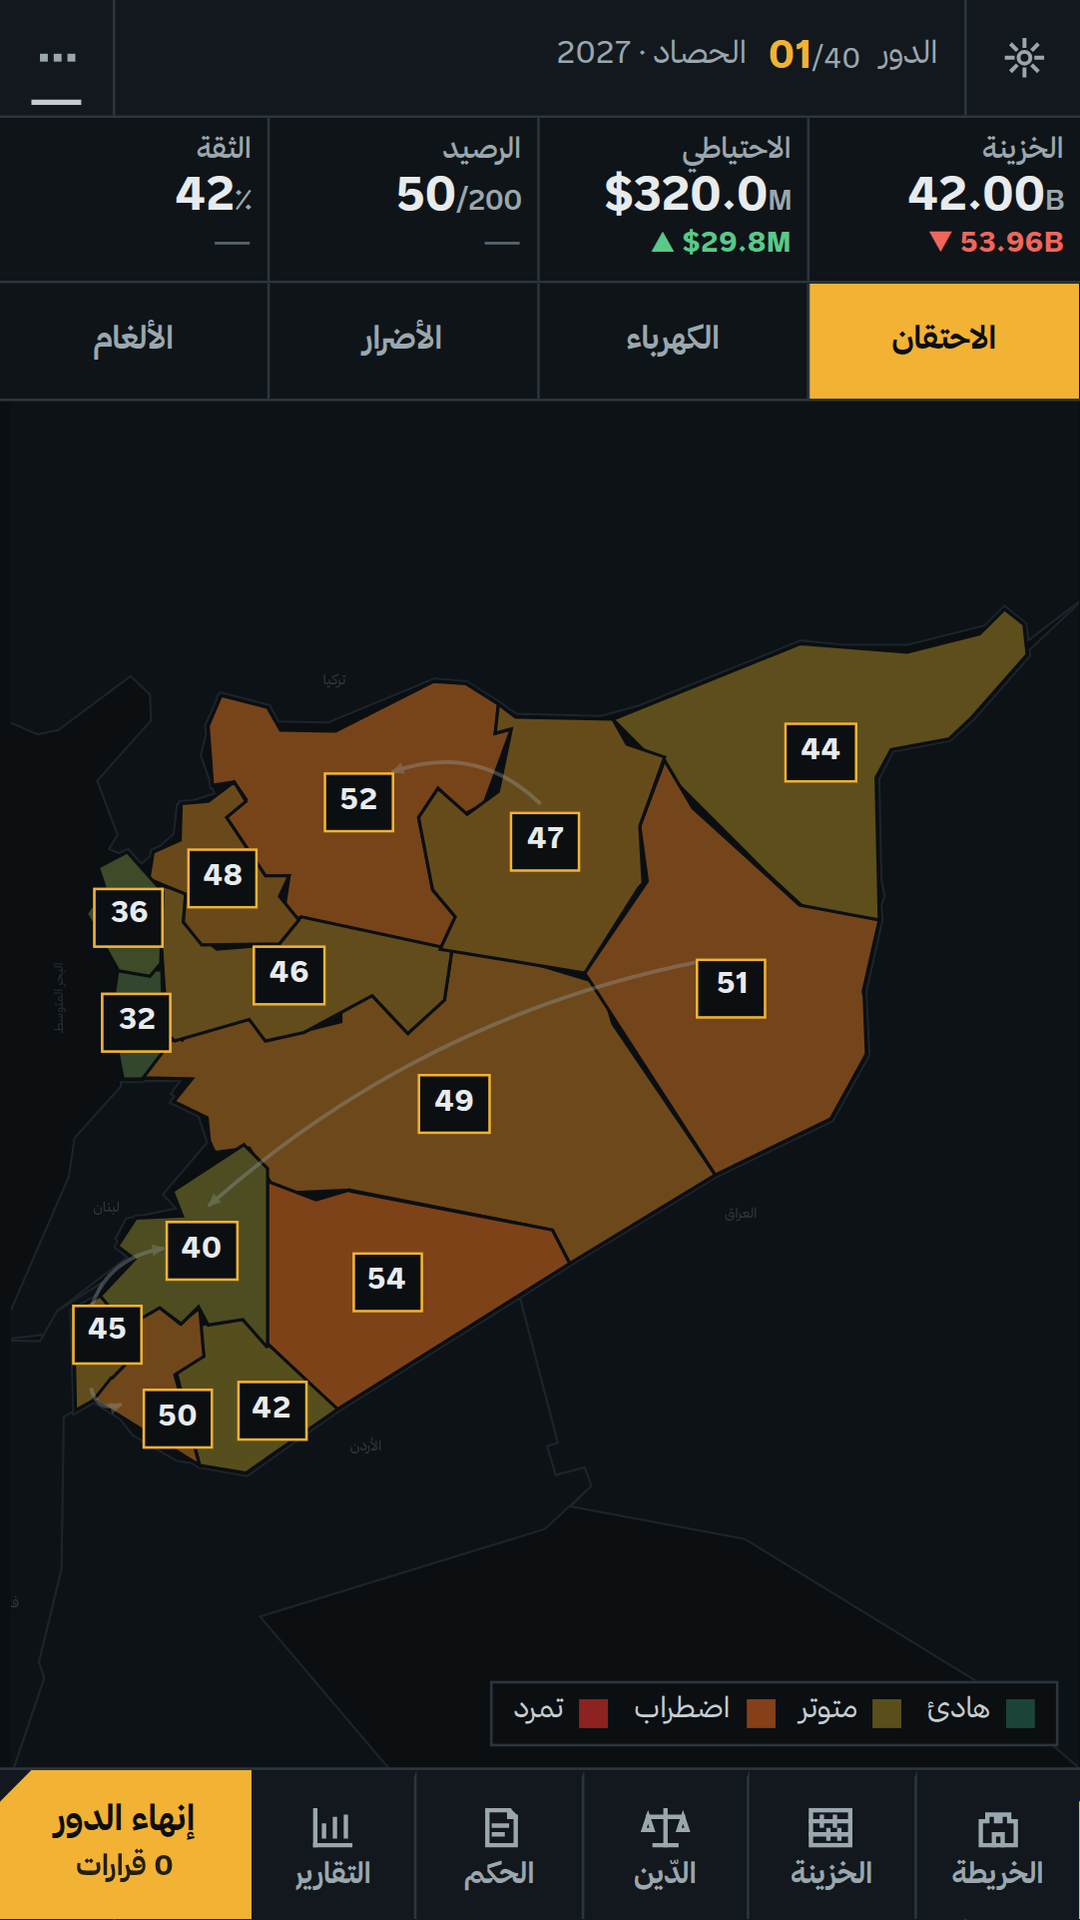 الدور 01/40 الحصاد · 2027
...
الخزينة
42.00B
▼ 53.96B
الاحتياطي
$320.0M
▲ $29.8M
الرصيد
50/200
—
الثقة
42٪
—
الاحتقان
الكهرباء
الأضرار
الألغام
تركيا
44
52
47
48
36
46
51
32
البحر المتوسط
49
لبنان
العراق
40
54
45
42
50
الأردن
هادئ
متوتر
اضطراب
تمرد
الخريطة
الخزينة
الدّين
الحكم
التقارير
إنهاء الدور
0 قرارات